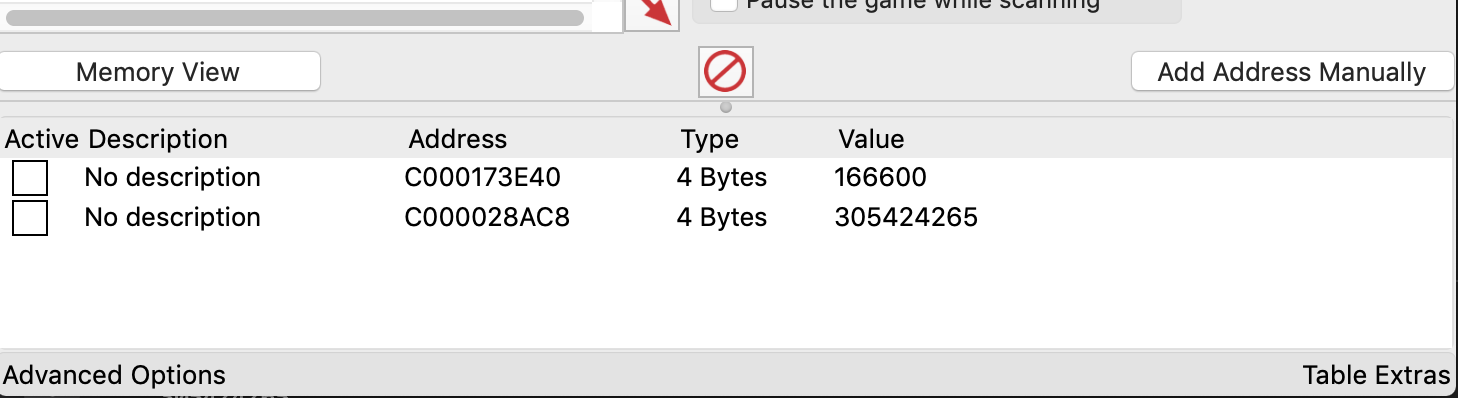 Pause the game while scanning
Memory View
Add Address Manually
Active Description Address Type Value
No description C000173E40 4 Bytes 166600
No description C000028AC8 4 Bytes 305424265
Advanced Options
Table Extras